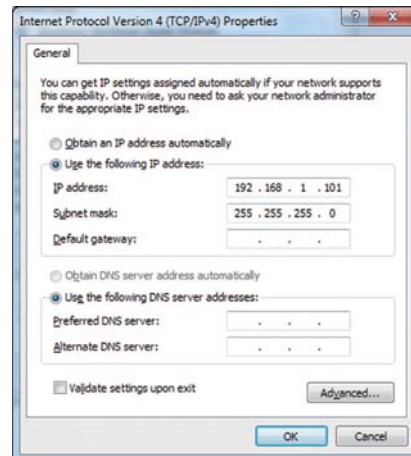 Internet Protocol Version 4 (TCP/IPv4) Properties
General
You can get IP settings assigned automatically if your network supports
this capability. Otherwise, you need to ask your network administrator
for the appropriate IP settings.
Obtain an IP address automatically
Use the following IP address:
IP address: 192 . 168 . 1 . 101
Subnet mask: 255 . 255 . 255 . 0
Default gateway: . . .
Obtain DNS server address automatically
Use the following DNS server addresses:
Preferred DNS server: . . .
Alternate DNS server: . . .
Validate settings upon exit
Advanced...
OK Cancel